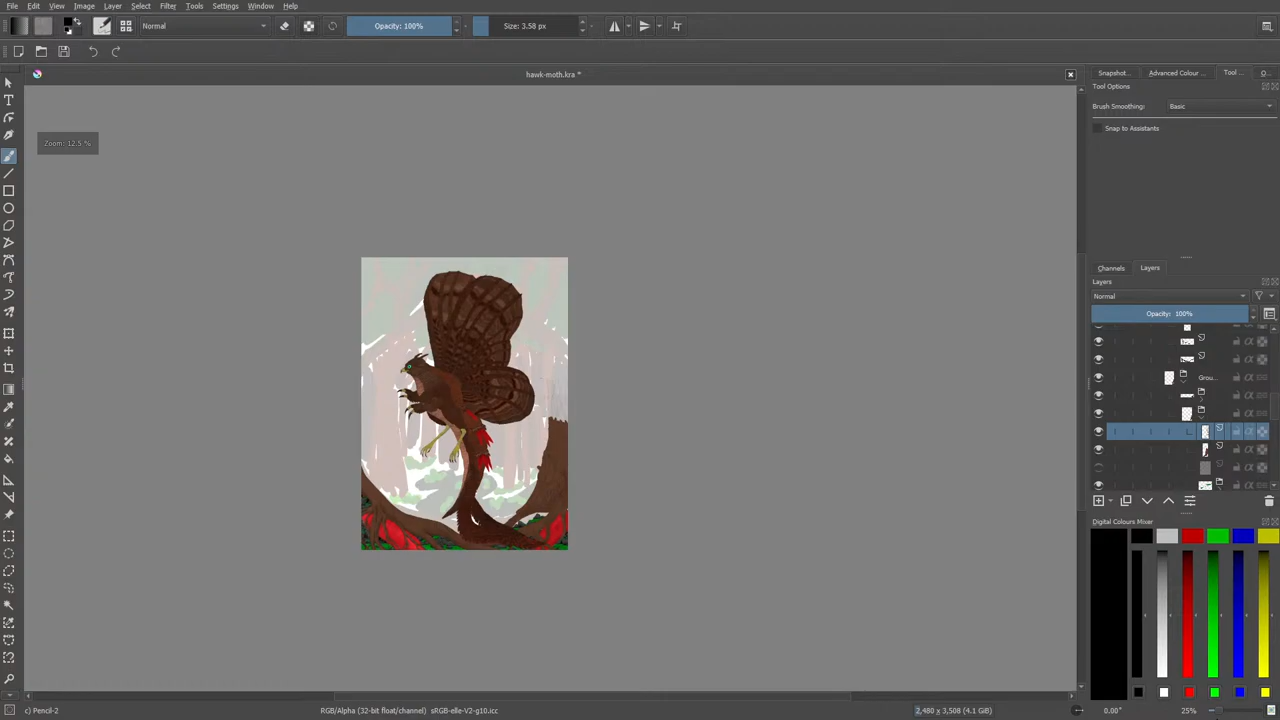 File Edit View Image Layer Select Filter Tools Settings Window Help
Normal Opacity: 100% Size: 3.58 px
hawk-moth.kra *
Snapshot... Advanced Colour ... Tool ... O...
Tool Options
Brush Smoothing: Basic
Snap to Assistants
Zoom: 12.5 %
Channels Layers
Layers
Normal
Opacity: 100%
Grou...
Digital Colours Mixer
c) Pencil-2 RGB/Alpha (32-bit float/channel) sRGB-elle-V2-g10.icc 2,480 x 3,508 (4.1 GiB) 0.00° 25%